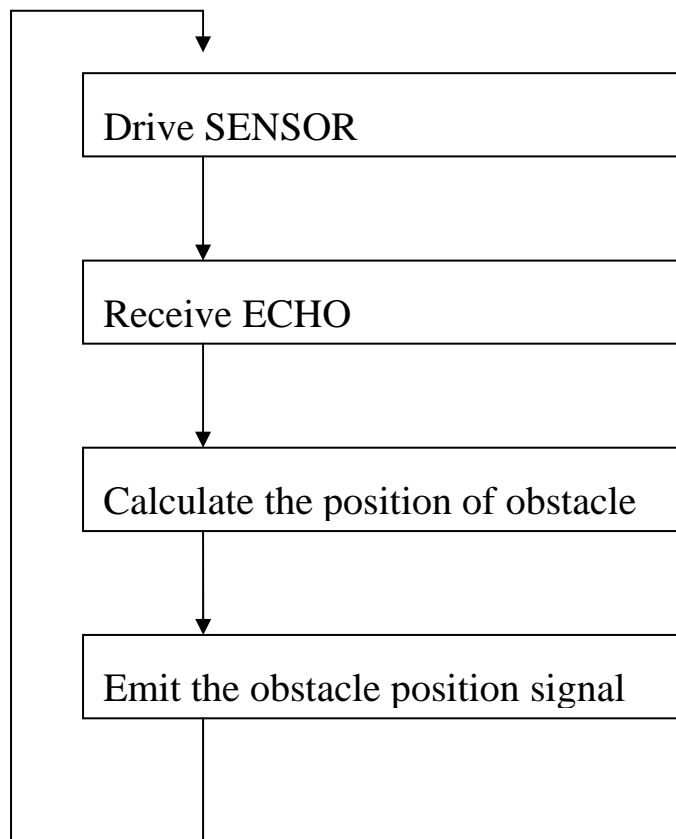 Drive SENSOR
Receive ECHO
Calculate the position of obstacle
Emit the obstacle position signal